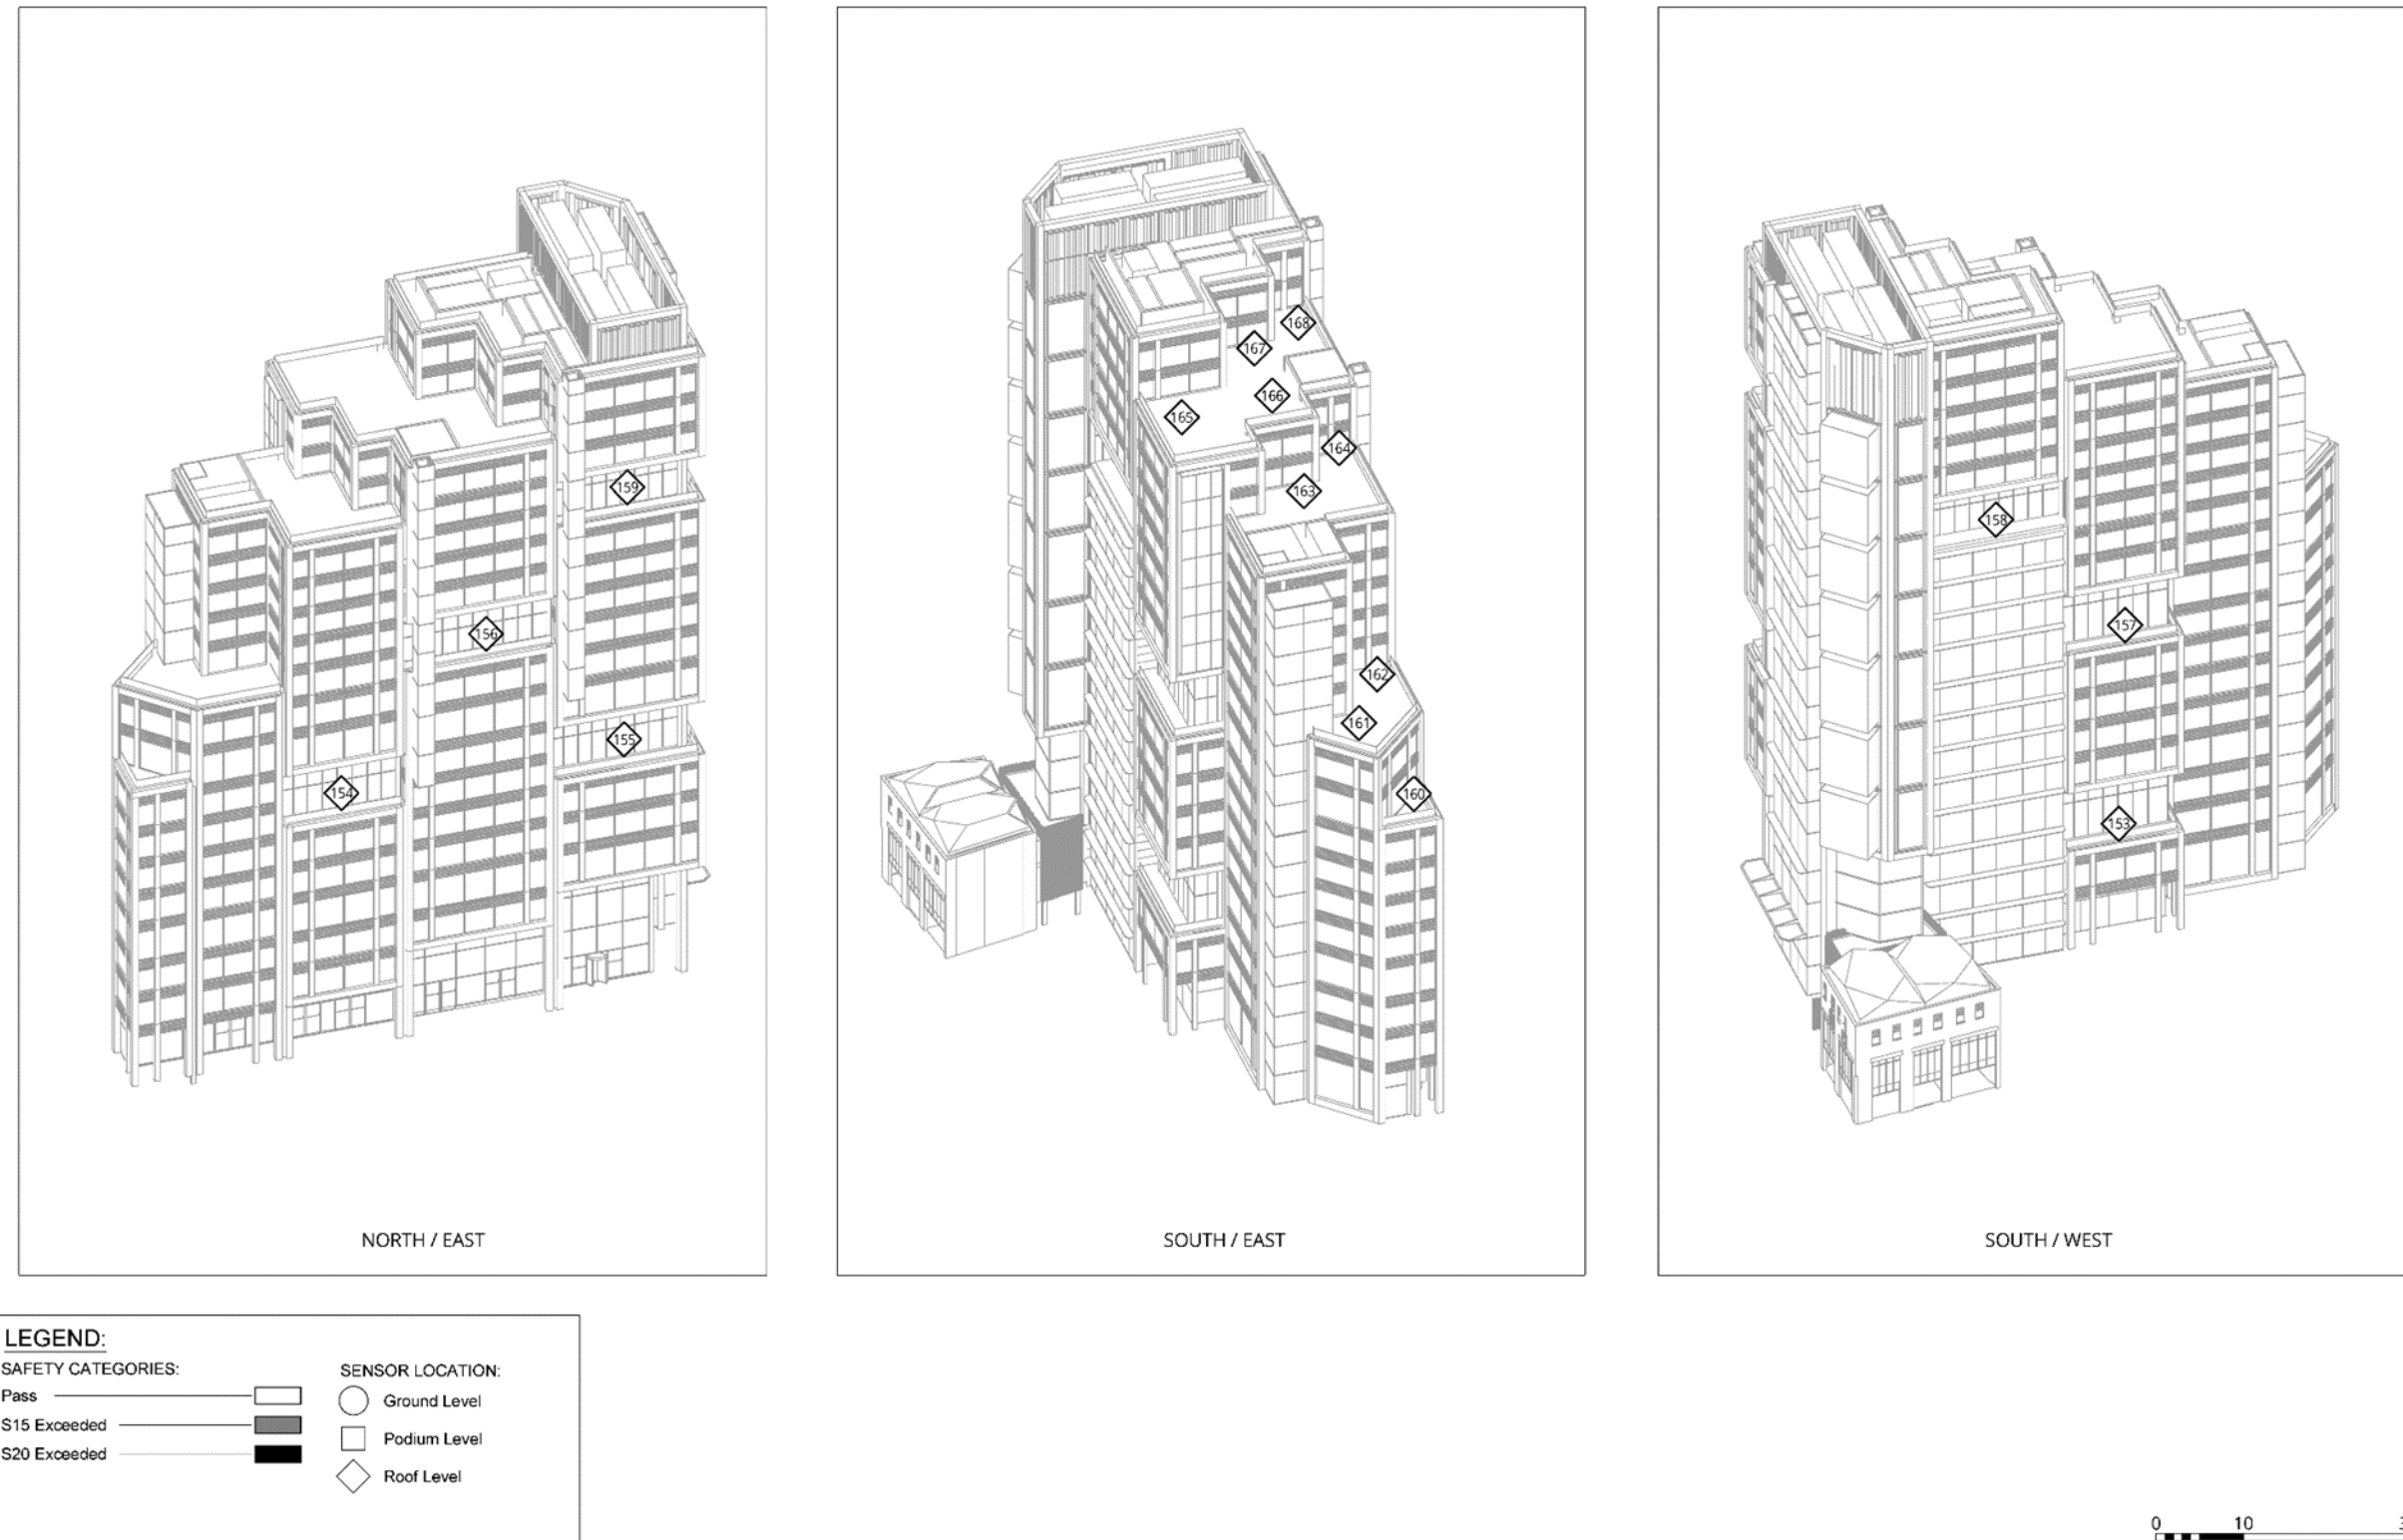 159
156
155
154
NORTH / EAST
168
167
166
165
164
163
162
161
160
SOUTH / EAST
158
157
153
SOUTH / WEST
LEGEND:
SAFETY CATEGORIES:
Pass
S15 Exceeded
S20 Exceeded
SENSOR LOCATION:
Ground Level
Podium Level
Roof Level
0 10